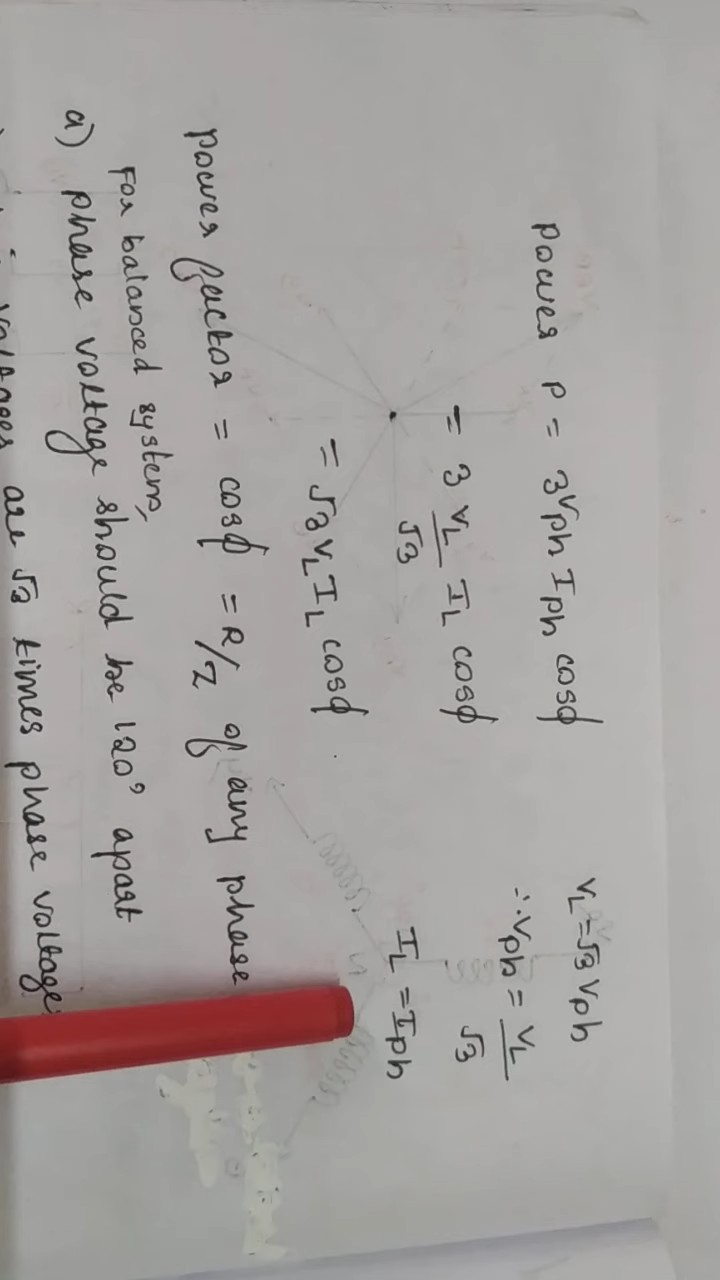 Power P = 3Vph Iph cosϕ
VL = √3 Vph
= 3 VL/√3 IL cosϕ
∴ Vph = VL/√3
IL = Iph
= √3 VL IL cosϕ.
Power factor = cosϕ = R/Z of any phase
For balanced system,
a) phase voltage should be 120° apart
voltages are √3 times phase voltage